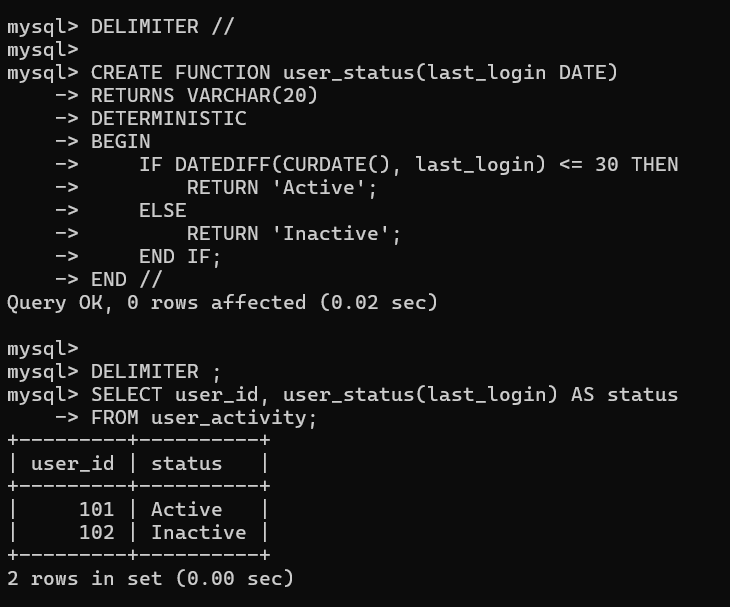 mysql> DELIMITER //
mysql>
mysql> CREATE FUNCTION user_status(last_login DATE)
    -> RETURNS VARCHAR(20)
    -> DETERMINISTIC
    -> BEGIN
    ->     IF DATEDIFF(CURDATE(), last_login) <= 30 THEN
    ->         RETURN 'Active';
    ->     ELSE
    ->         RETURN 'Inactive';
    ->     END IF;
    -> END //
Query OK, 0 rows affected (0.02 sec)

mysql>
mysql> DELIMITER ;
mysql> SELECT user_id, user_status(last_login) AS status
    -> FROM user_activity;
+---------+----------+
| user_id | status   |
+---------+----------+
|     101 | Active   |
|     102 | Inactive |
+---------+----------+
2 rows in set (0.00 sec)